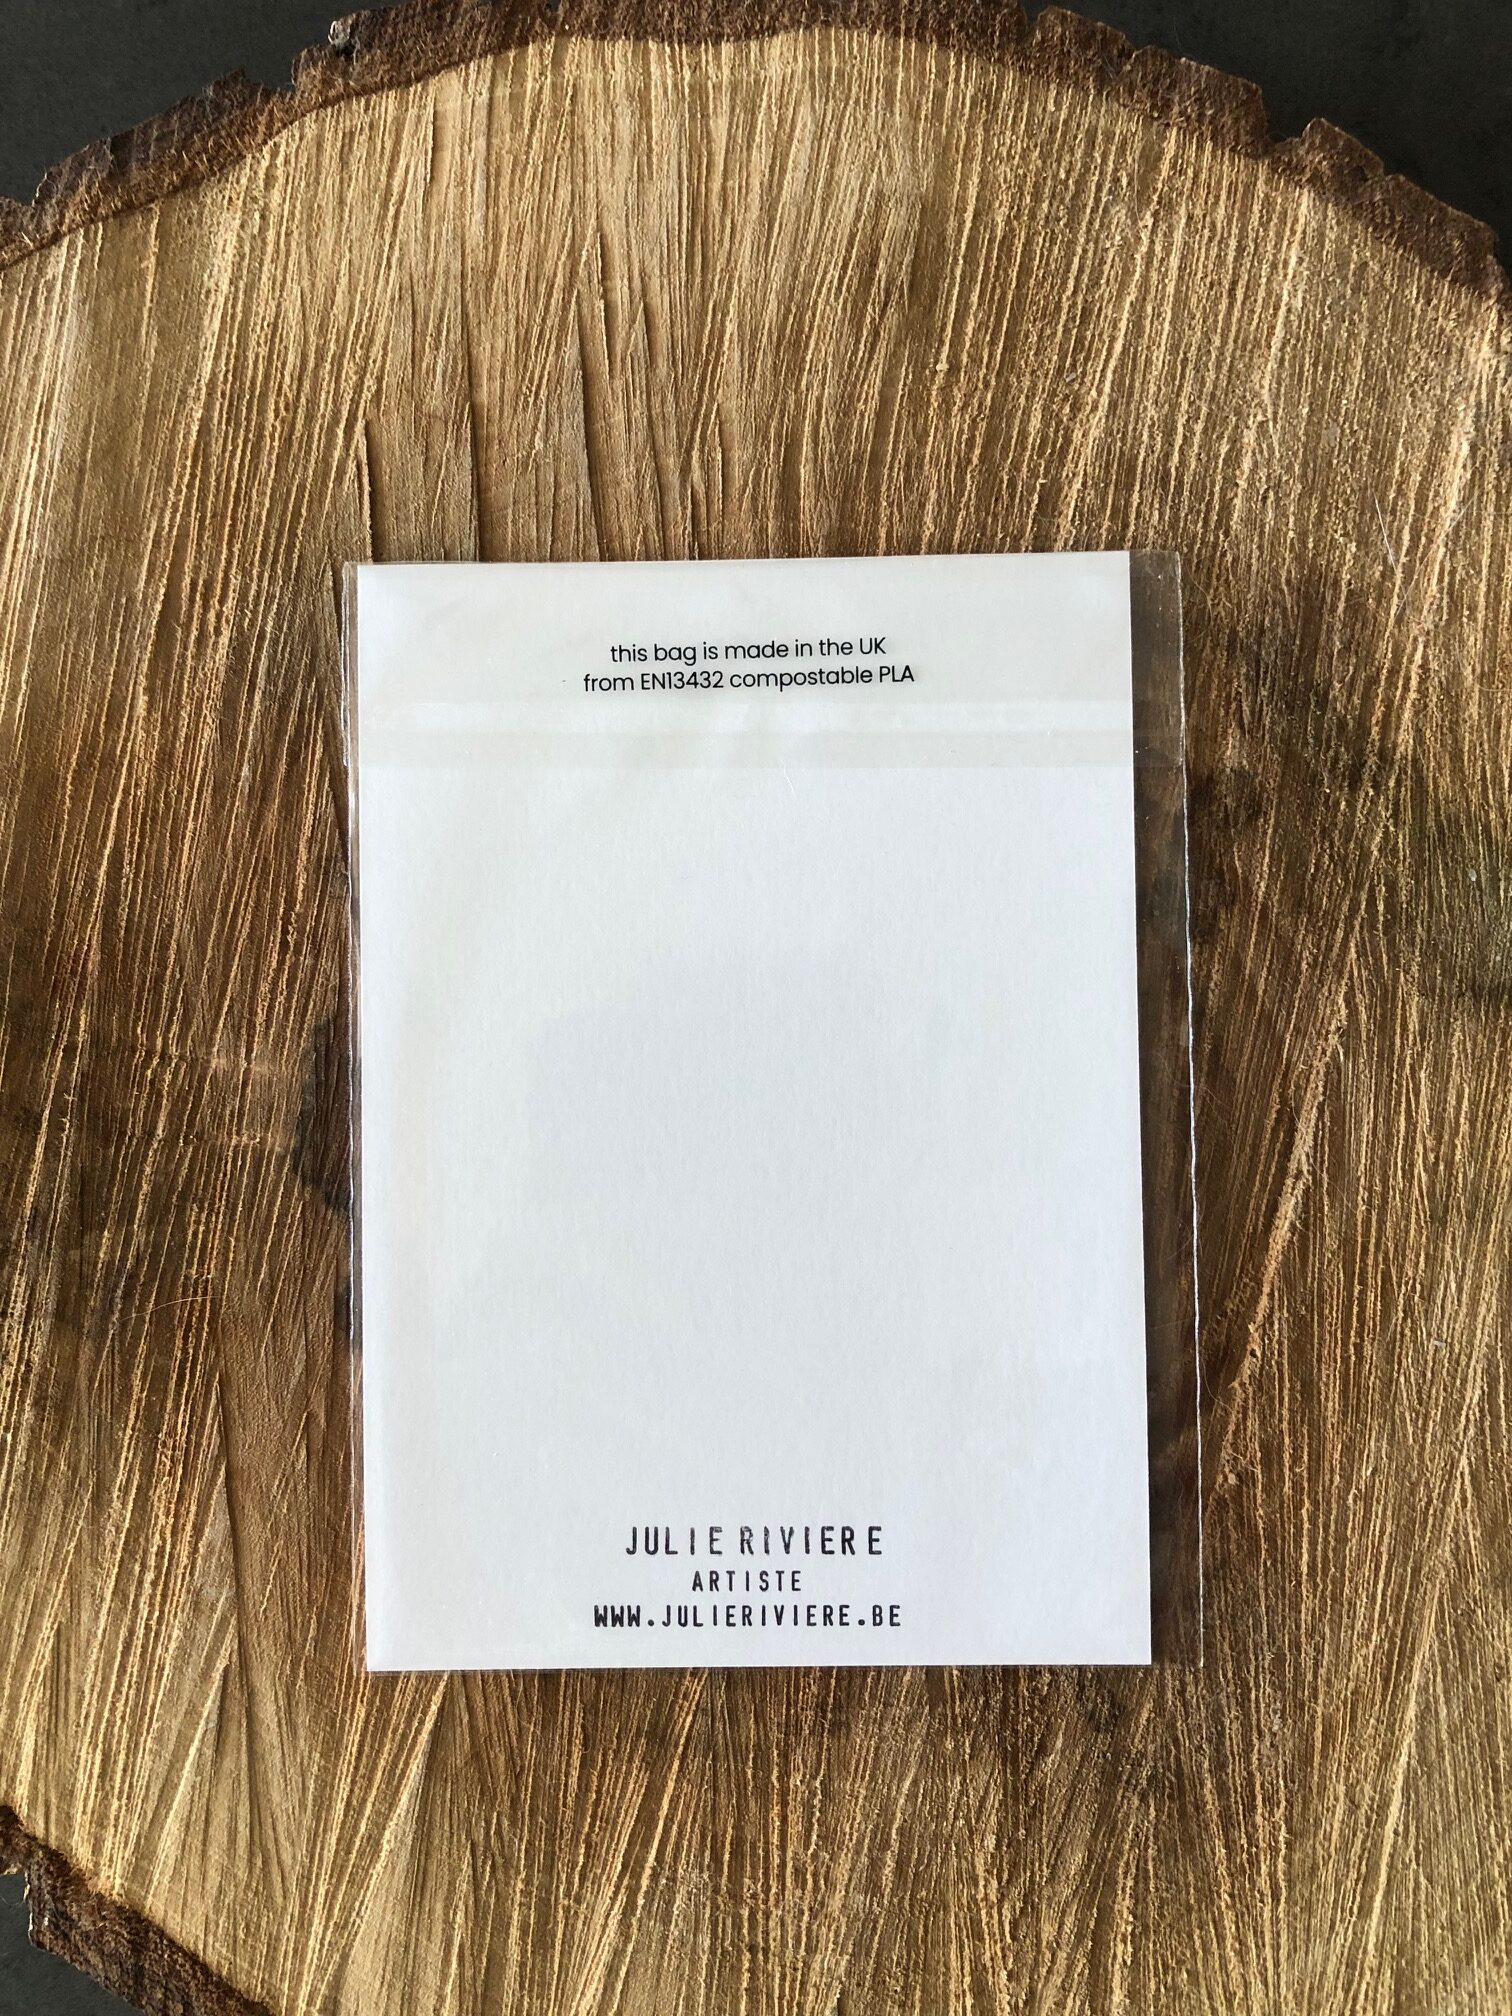 this bag is made in the UK
from EN13432 compostable PLA
JULIE RIVIERE
ARTISTE
WWW.JULIERIVIERE.BE